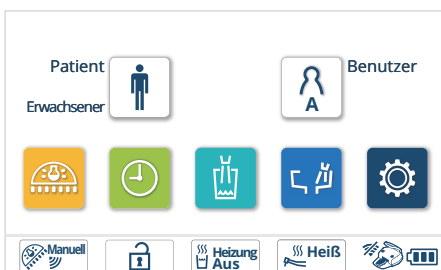 Patient
Benutzer
Erwachsener
A
Manuell
Heizung
Aus
Heiß